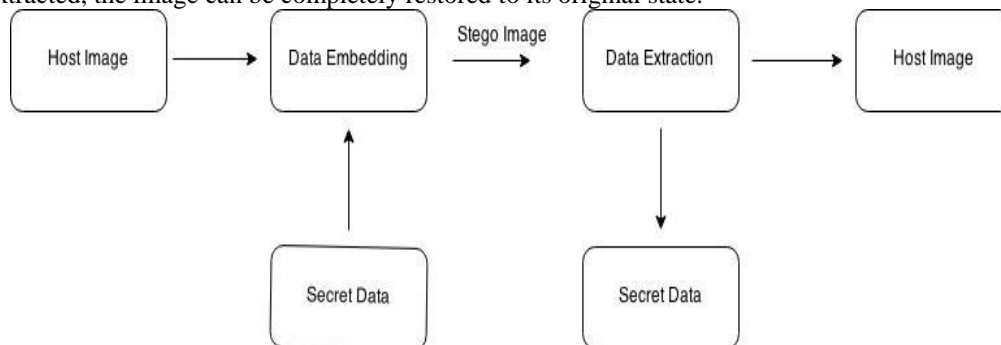 extracted, the image can be completely restored to its original state.
Stego Image
Host Image
Data Embedding
Data Extraction
Host Image
Secret Data
Secret Data